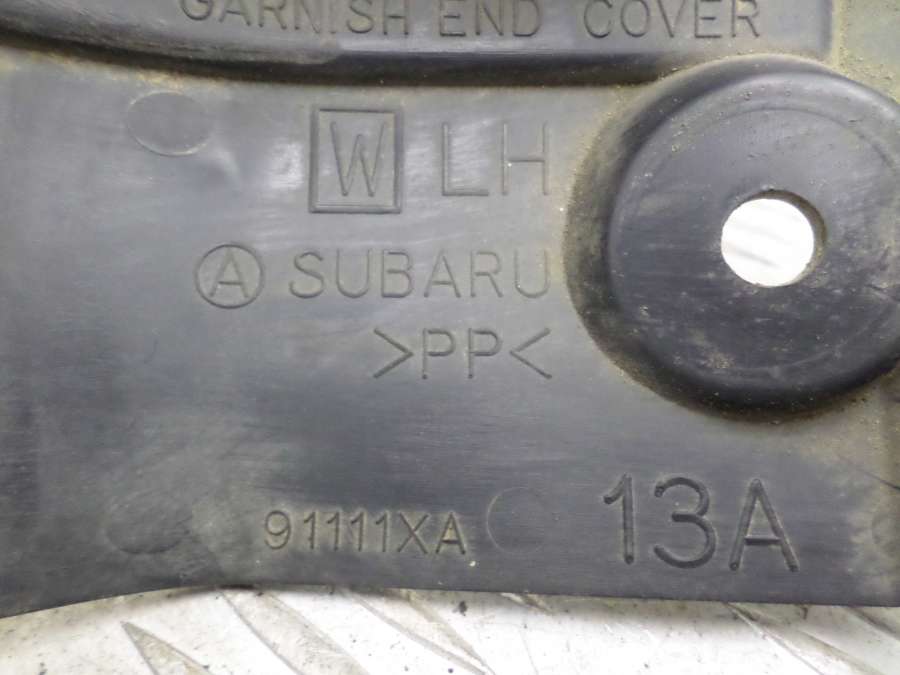 GARNISH END COVER
W LH
A SUBARU
>PP<
91111XA
13A